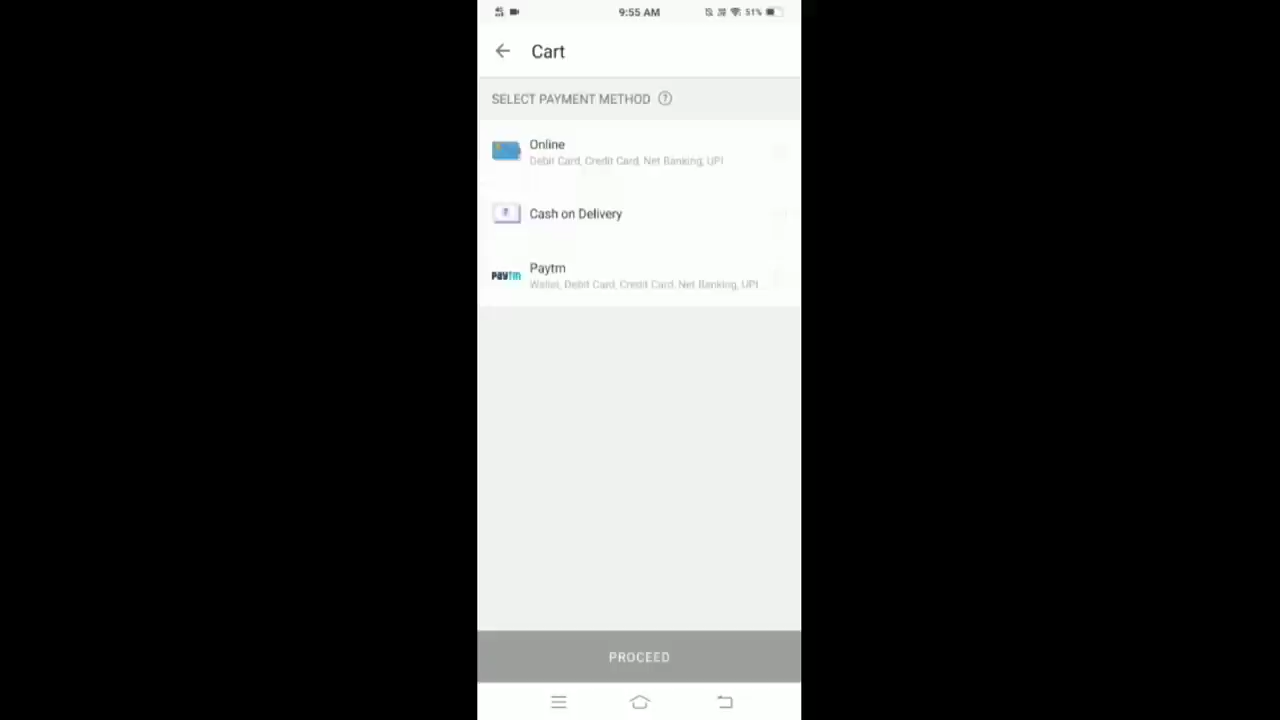 9:55 AM
51%
Cart
SELECT PAYMENT METHOD ?
Online
Debit Card, Credit Card, Net Banking, UPI
₹
Cash on Delivery
Paytm
Paytm
Wallet, Debit Card, Credit Card, Net Banking, UPI
PROCEED